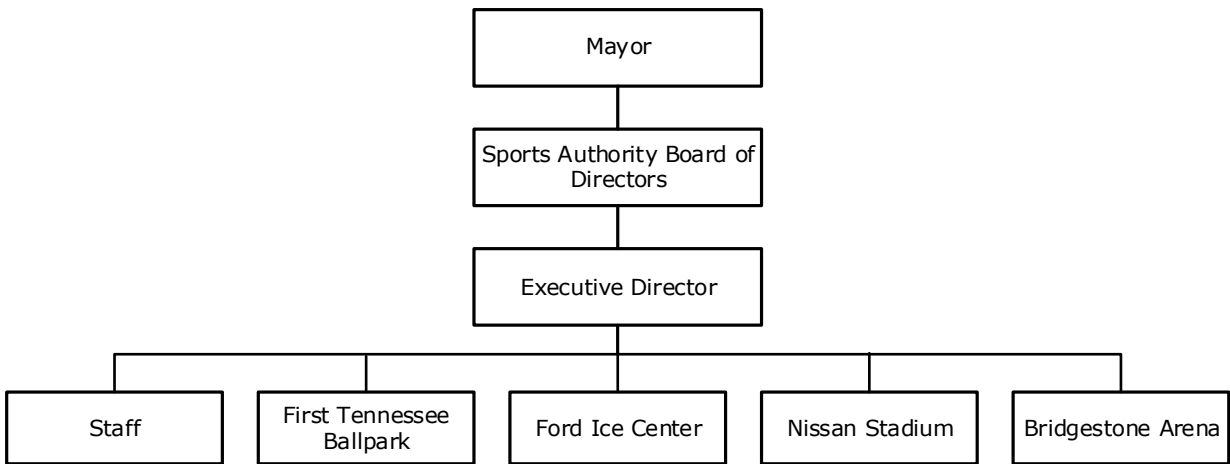 Mayor
Sports Authority Board of
Directors
Executive Director
Staff
First Tennessee
Ballpark
Ford Ice Center
Nissan Stadium
Bridgestone Arena